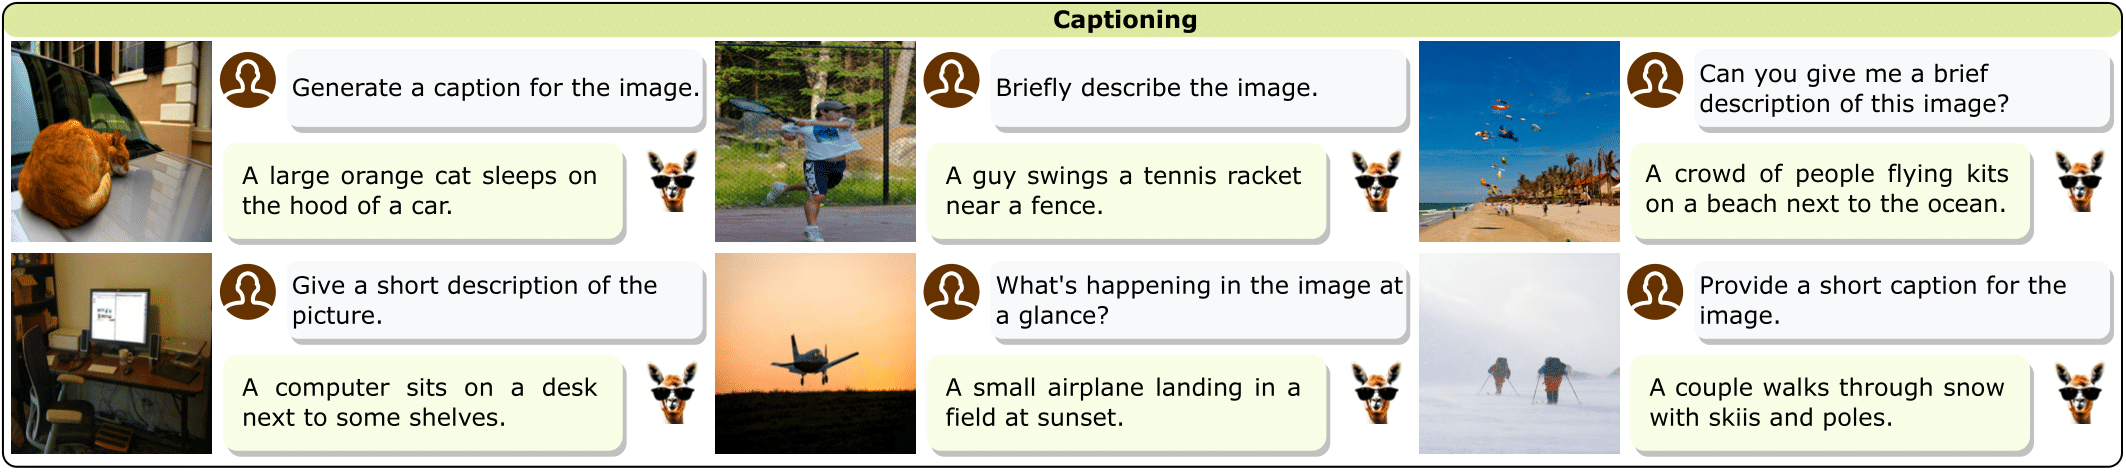 Captioning
Generate a caption for the image.
A large orange cat sleeps on
the hood of a car.
Briefly describe the image.
A guy swings a tennis racket
near a fence.
Can you give me a brief
description of this image?
A crowd of people flying kits
on a beach next to the ocean.
Give a short description of the
picture.
A computer sits on a desk
next to some shelves.
What's happening in the image at
a glance?
A small airplane landing in a
field at sunset.
Provide a short caption for the
image.
A couple walks through snow
with skiis and poles.